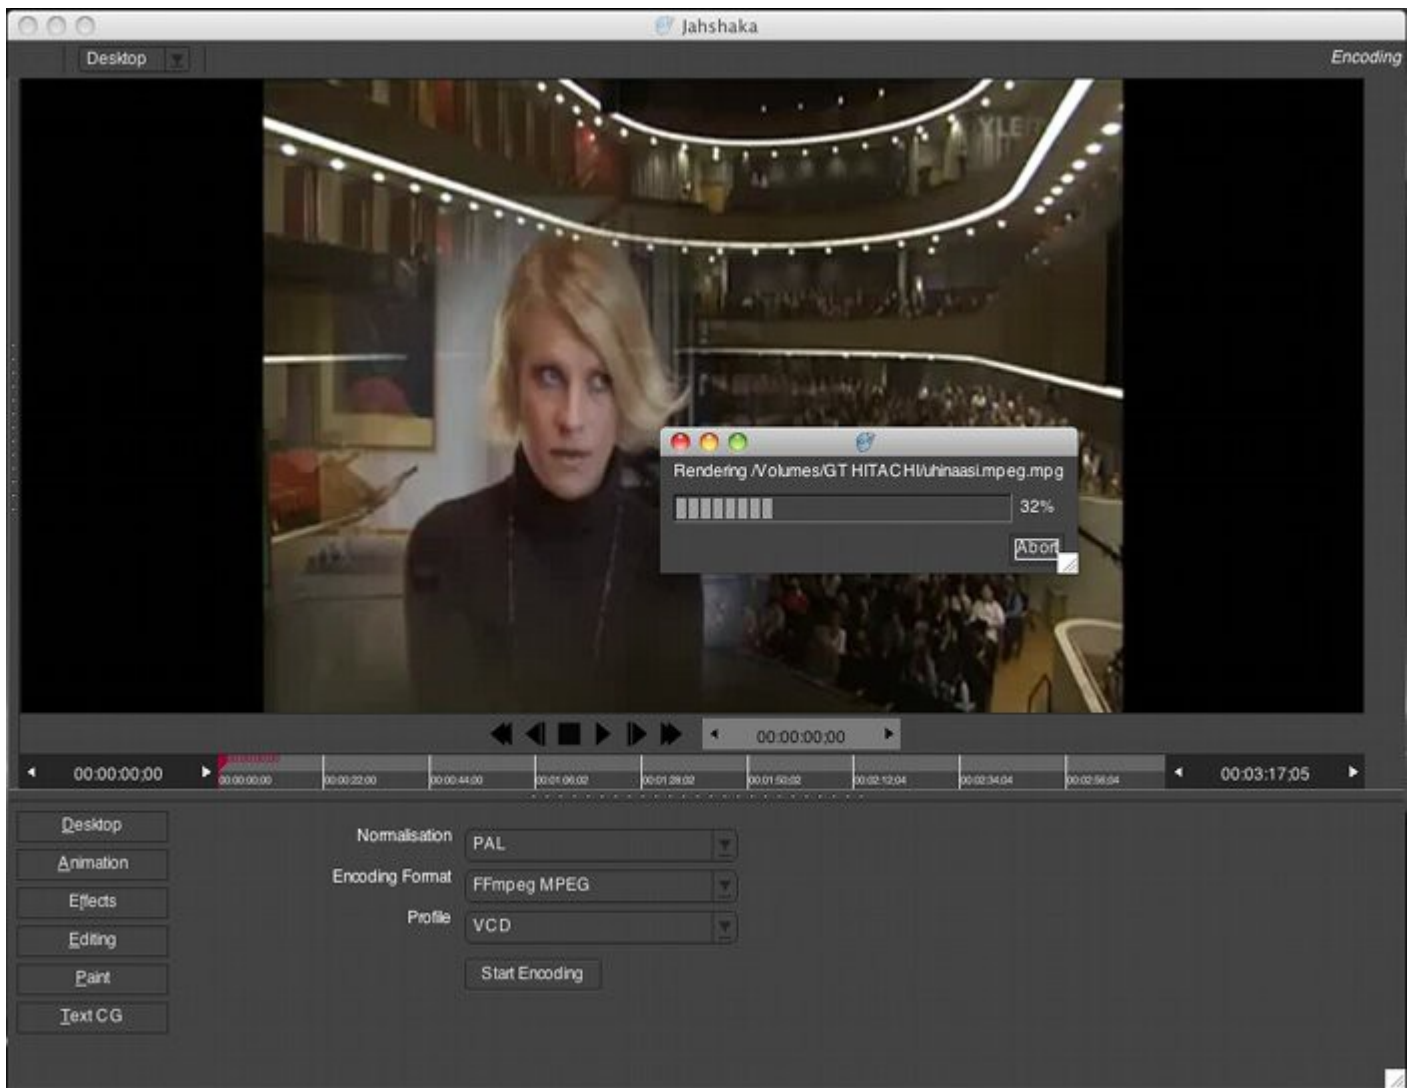 Jahshaka
Desktop
Encoding
YLE
Rendering /Volumes/GT HITACHI/uhinaasi.mpeg.mpg
32%
Abort
00:00:00;00
00:00:00;00
00:00:00;00
00:00:22;00
00:00:44;00
00:01:06;02
00:01:28;02
00:01:50;02
00:02:12;04
00:02:34;04
00:02:56;04
00:03:17;05
Desktop
Animation
Effects
Editing
Paint
Text CG
Normalisation
PAL
Encoding Format
FFmpeg MPEG
Profile
VCD
Start Encoding